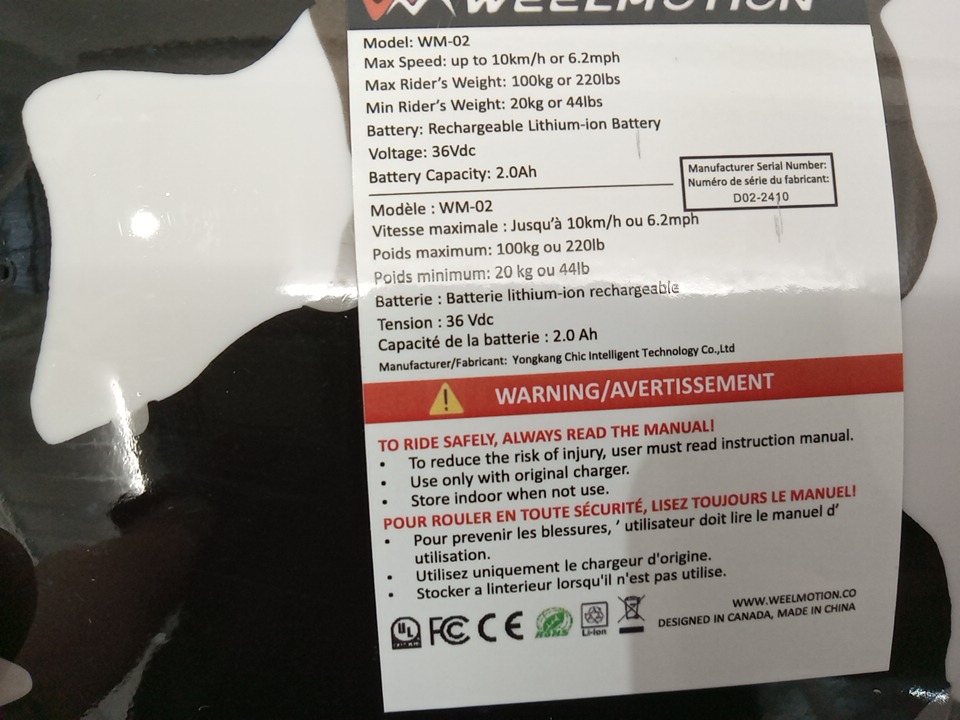 WEELMOTION
Model: WM-02
Max Speed: up to 10km/h or 6.2mph
Max Rider's Weight: 100kg or 220lbs
Min Rider's Weight: 20kg or 44lbs
Battery: Rechargeable Lithium-ion Battery
Voltage: 36Vdc
Battery Capacity: 2.0Ah
Manufacturer Serial Number:
Numéro de série du fabricant:
D02-2410
Modèle : WM-02
Vitesse maximale : Jusqu'à 10km/h ou 6.2mph
Poids maximum: 100kg ou 220lb
Poids minimum: 20 kg ou 44lb
Batterie : Batterie lithium-ion rechargeable
Tension : 36 Vdc
Capacité de la batterie : 2.0 Ah
Manufacturer/Fabricant: Yongkang Chic Intelligent Technology Co.,Ltd
WARNING/AVERTISSEMENT
TO RIDE SAFELY, ALWAYS READ THE MANUAL!
• To reduce the risk of injury, user must read instruction manual.
• Use only with original charger.
• Store indoor when not use.
POUR ROULER EN TOUTE SÉCURITÉ, LISEZ TOUJOURS LE MANUEL!
• Pour prevenir les blessures, ' utilisateur doit lire le manuel d'
utilisation.
• Utilisez uniquement le chargeur d'origine.
• Stocker a linterieur lorsqu'il n'est pas utilise.
UL FC CE RoHS Li-Ion
WWW.WEELMOTION.CO
DESIGNED IN CANADA, MADE IN CHINA